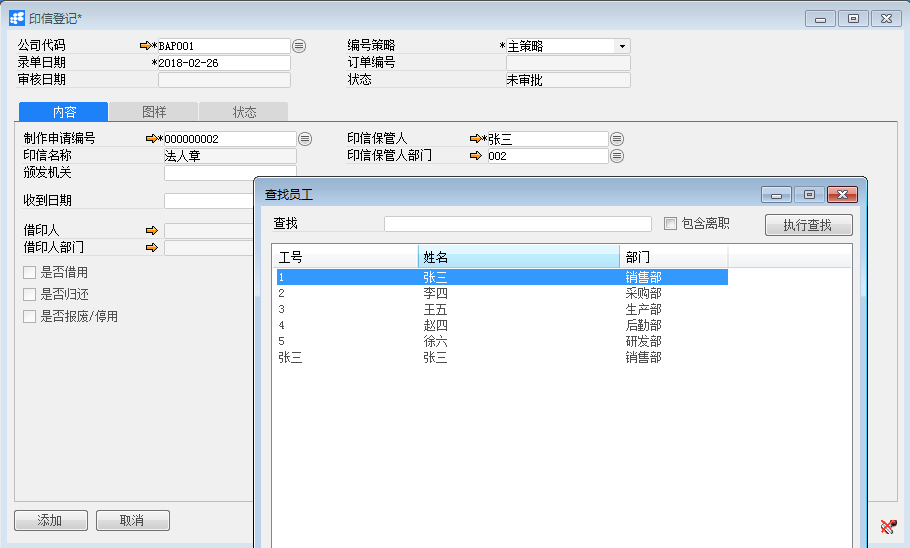 印信登记*
公司代码 *BAP001 编号策略 *主策略
录单日期 *2018-02-26 订单编号
审核日期 状态 未审批
内容 图样 状态
制作申请编号 *000000002 印信保管人 *张三
印信名称 法人章 印信保管人部门 002
颁发机关
收到日期
借印人
借印人部门
是否借用
是否归还
是否报废/停用
添加 取消
查找员工
查找 包含离职 执行查找
工号 姓名 部门
1 张三 销售部
2 李四 采购部
3 王五 生产部
4 赵四 后勤部
5 徐六 研发部
张三 张三 销售部